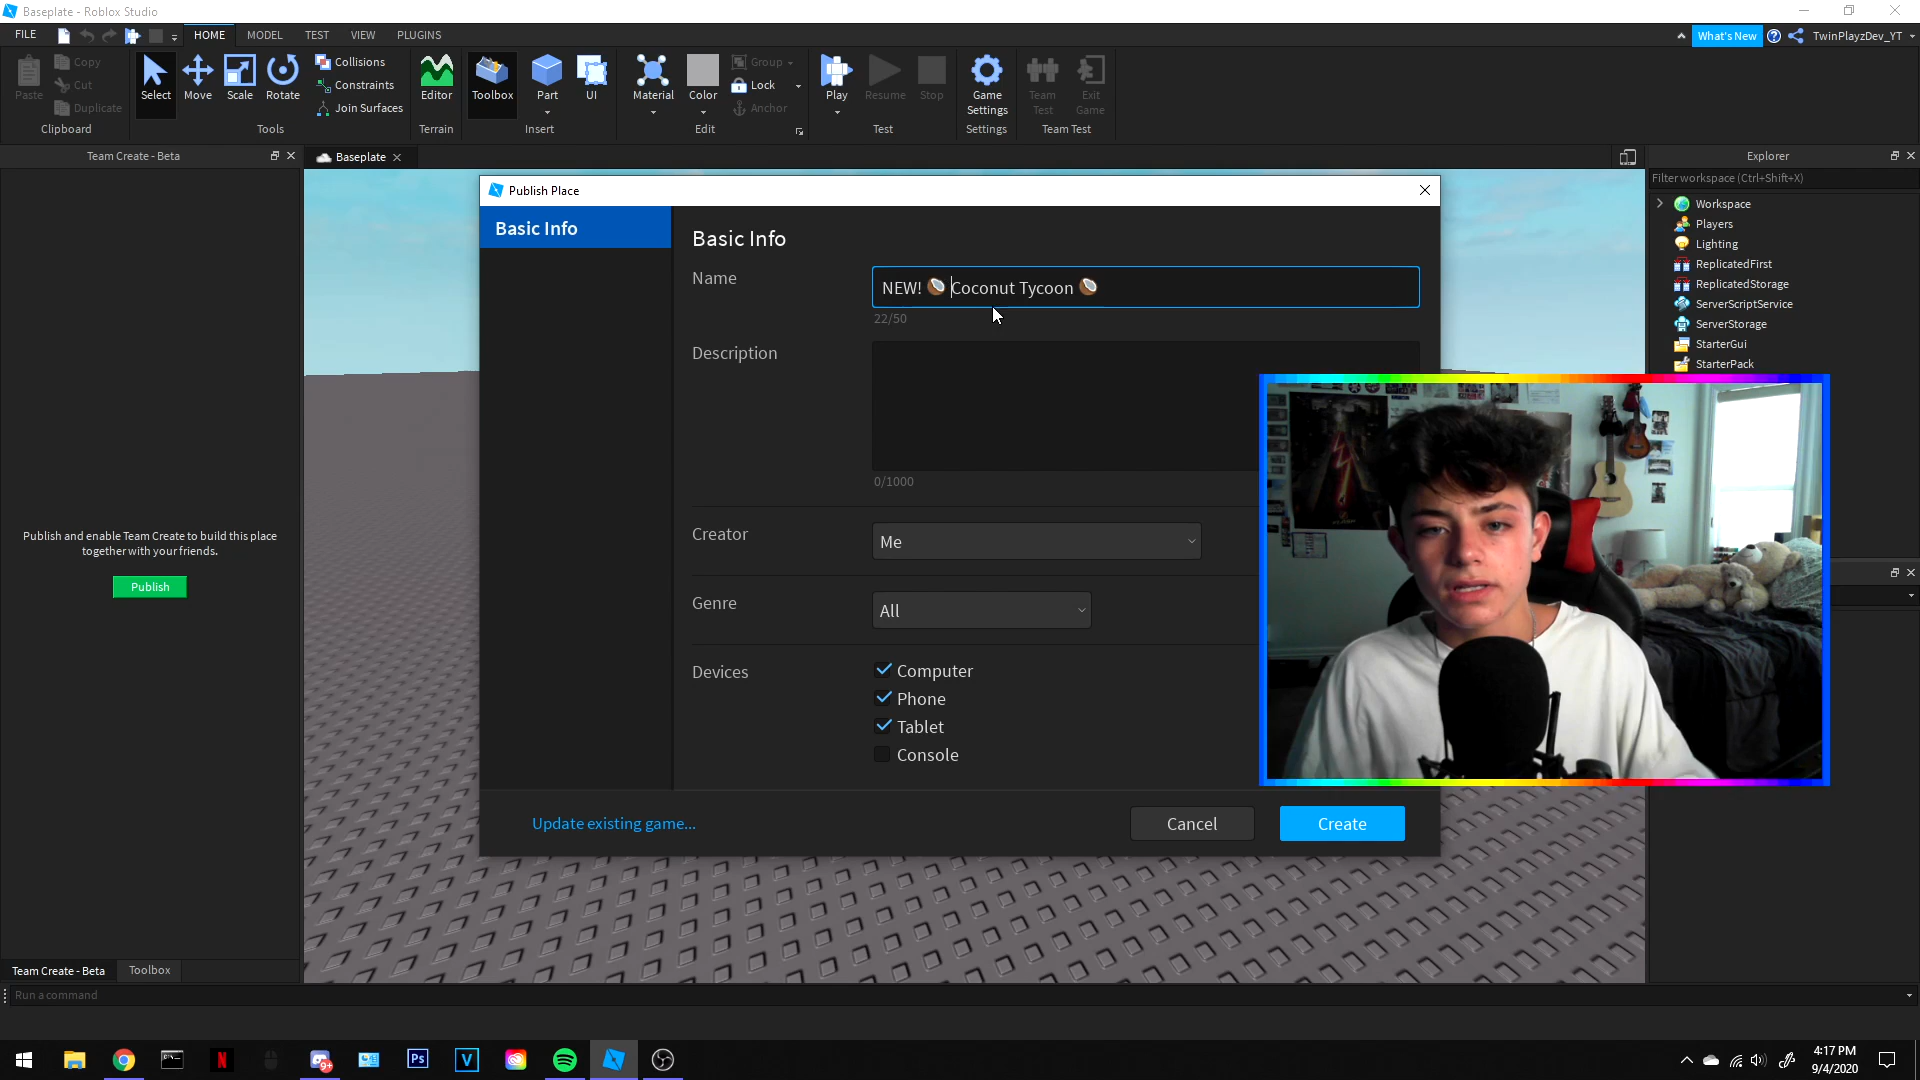 Baseplate - Roblox Studio
FILE HOME MODEL TEST VIEW PLUGINS
What's New TwinPlayzDev_YT
Paste Copy Cut Duplicate
Clipboard
Select Move Scale Rotate
Collisions
Constraints
Join Surfaces
Tools
Editor
Terrain
Toolbox Part UI
Insert
Material Color Group Lock Anchor
Edit
Play Resume Stop
Test
Game Settings
Settings
Team Test Exit Game
Team Test
Team Create - Beta
Baseplate
Explorer
Filter workspace (Ctrl+Shift+X)
Workspace
Players
Lighting
ReplicatedFirst
ReplicatedStorage
ServerScriptService
ServerStorage
StarterGui
StarterPack
Publish Place
Basic Info
Basic Info
Name
NEW! 🥥 Coconut Tycoon 🥥
22/50
Description
0/1000
Creator
Me
Genre
All
Devices
Computer
Phone
Tablet
Console
Update existing game...
Cancel
Create
Publish and enable Team Create to build this place
together with your friends.
Publish
Team Create - Beta Toolbox
Run a command
N 9+ Ps V
4:17 PM
9/4/2020